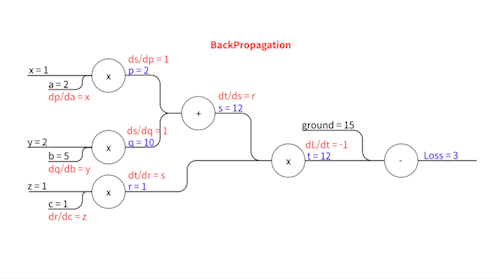 BackPropagation
ds/dp = 1
x = 1
x
p = 2
a = 2
dp/da = x
dt/ds = r
s = 12
+
ds/dq = 1
ground = 15
y = 2
x
q = 10
dL/dt = -1
b = 5
x
t = 12
-
Loss = 3
dq/db = y
dt/dr = s
z = 1
x
r = 1
c = 1
dr/dc = z